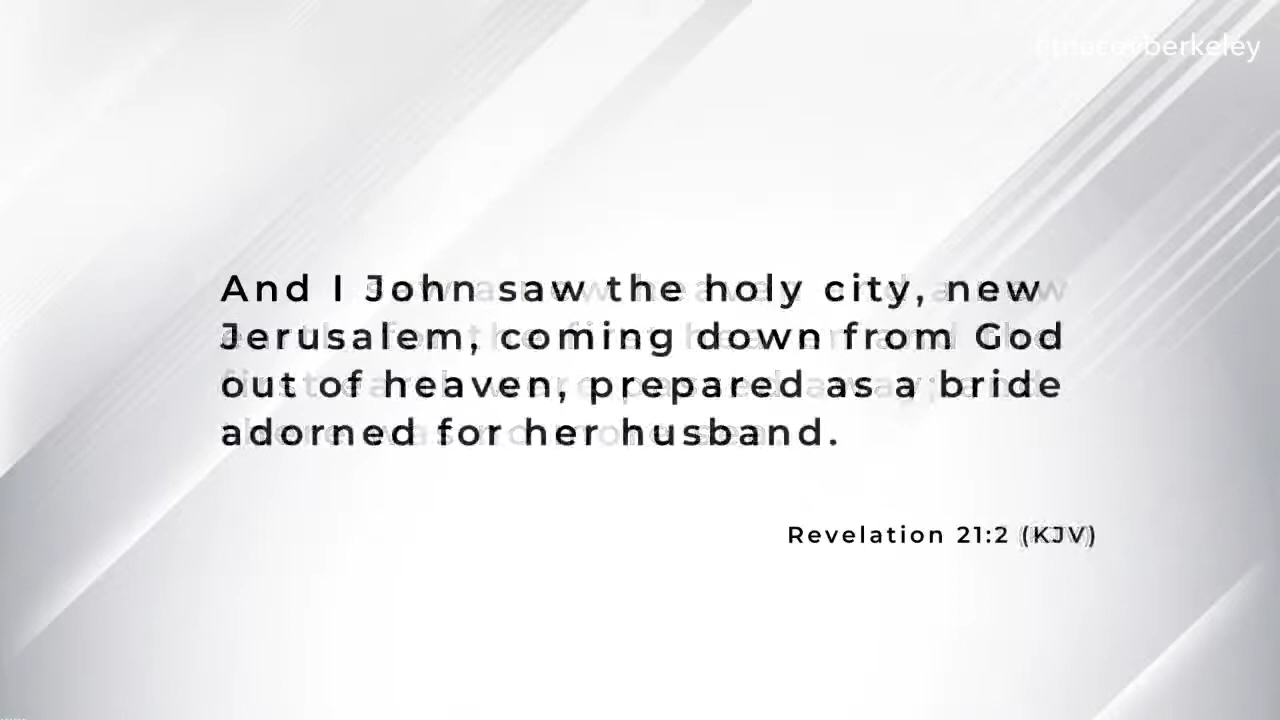 And I John saw the holy city, new
Jerusalem, coming down from God
out of heaven, prepared as a bride
adorned for her husband.
Revelation 21:2 (KJV)